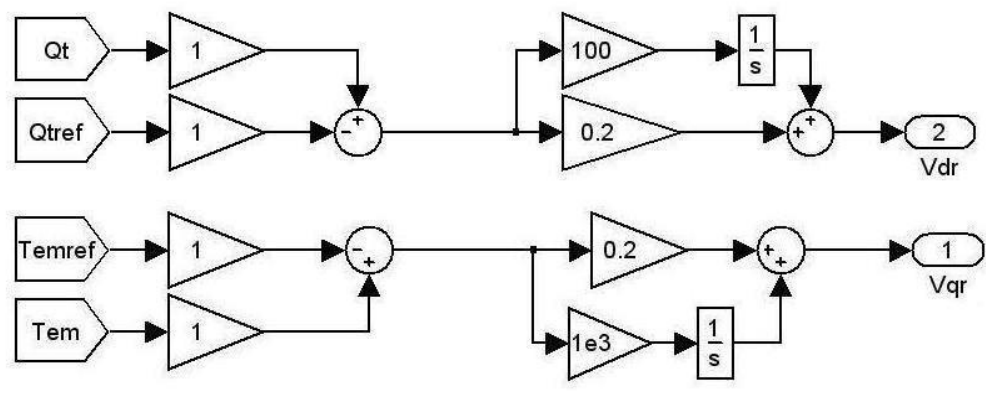 Qt
1
100
1
s
Qtref
1
-
+
0.2
+
+
2
Vdr
Temref
1
-
+
0.2
+
+
1
Vqr
Tem
1
1e3
1
s